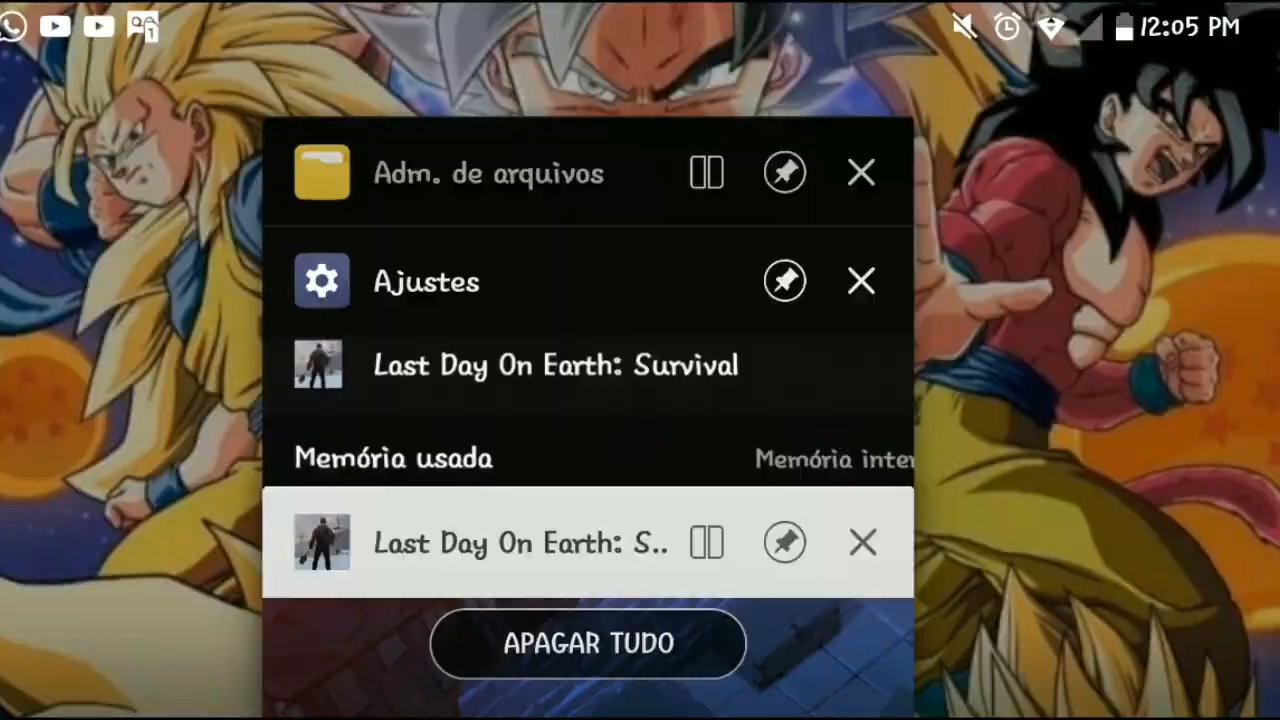 12:05 PM
Adm. de arquivos
Ajustes
Last Day On Earth: Survival
Memória usada
Memória inter
Last Day On Earth: S..
APAGAR TUDO